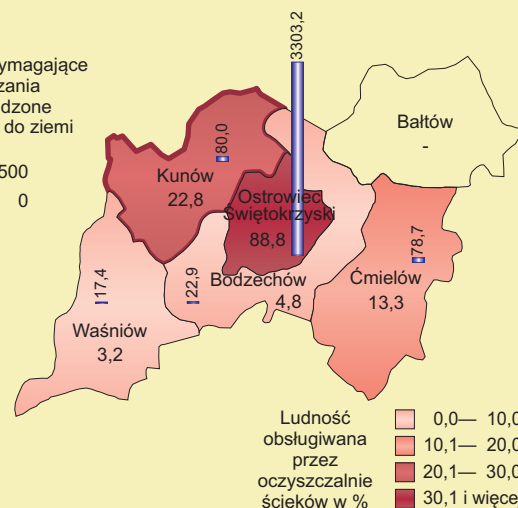 3303,2
ymagające
zania
dzone
do ziemi
500
0
Bałtów
-
80,0
Kunów
22,8
Ostrowiec
Świętokrzyski
88,8
78,7
17,4
22,9
Bodzechów
4,8
Ćmielów
13,3
Waśniów
3,2
Ludność
obsługiwana
przez
oczyszczalnie
ścieków w %
0,0— 10,0
10,1— 20,0
20,1— 30,0
30,1 i więce